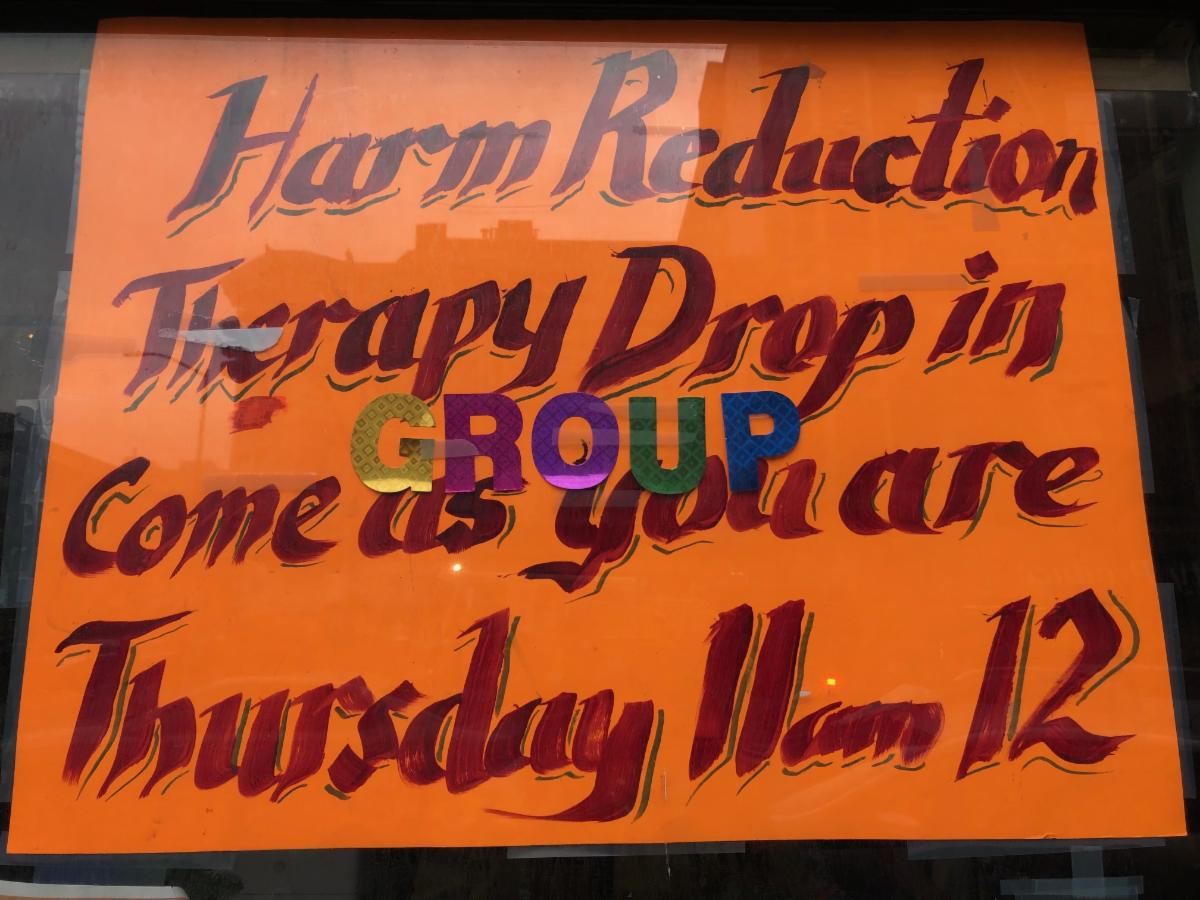 Harm Reduction
Therapy Drop in
GROUP
Come as you are
Thursday 11am 12